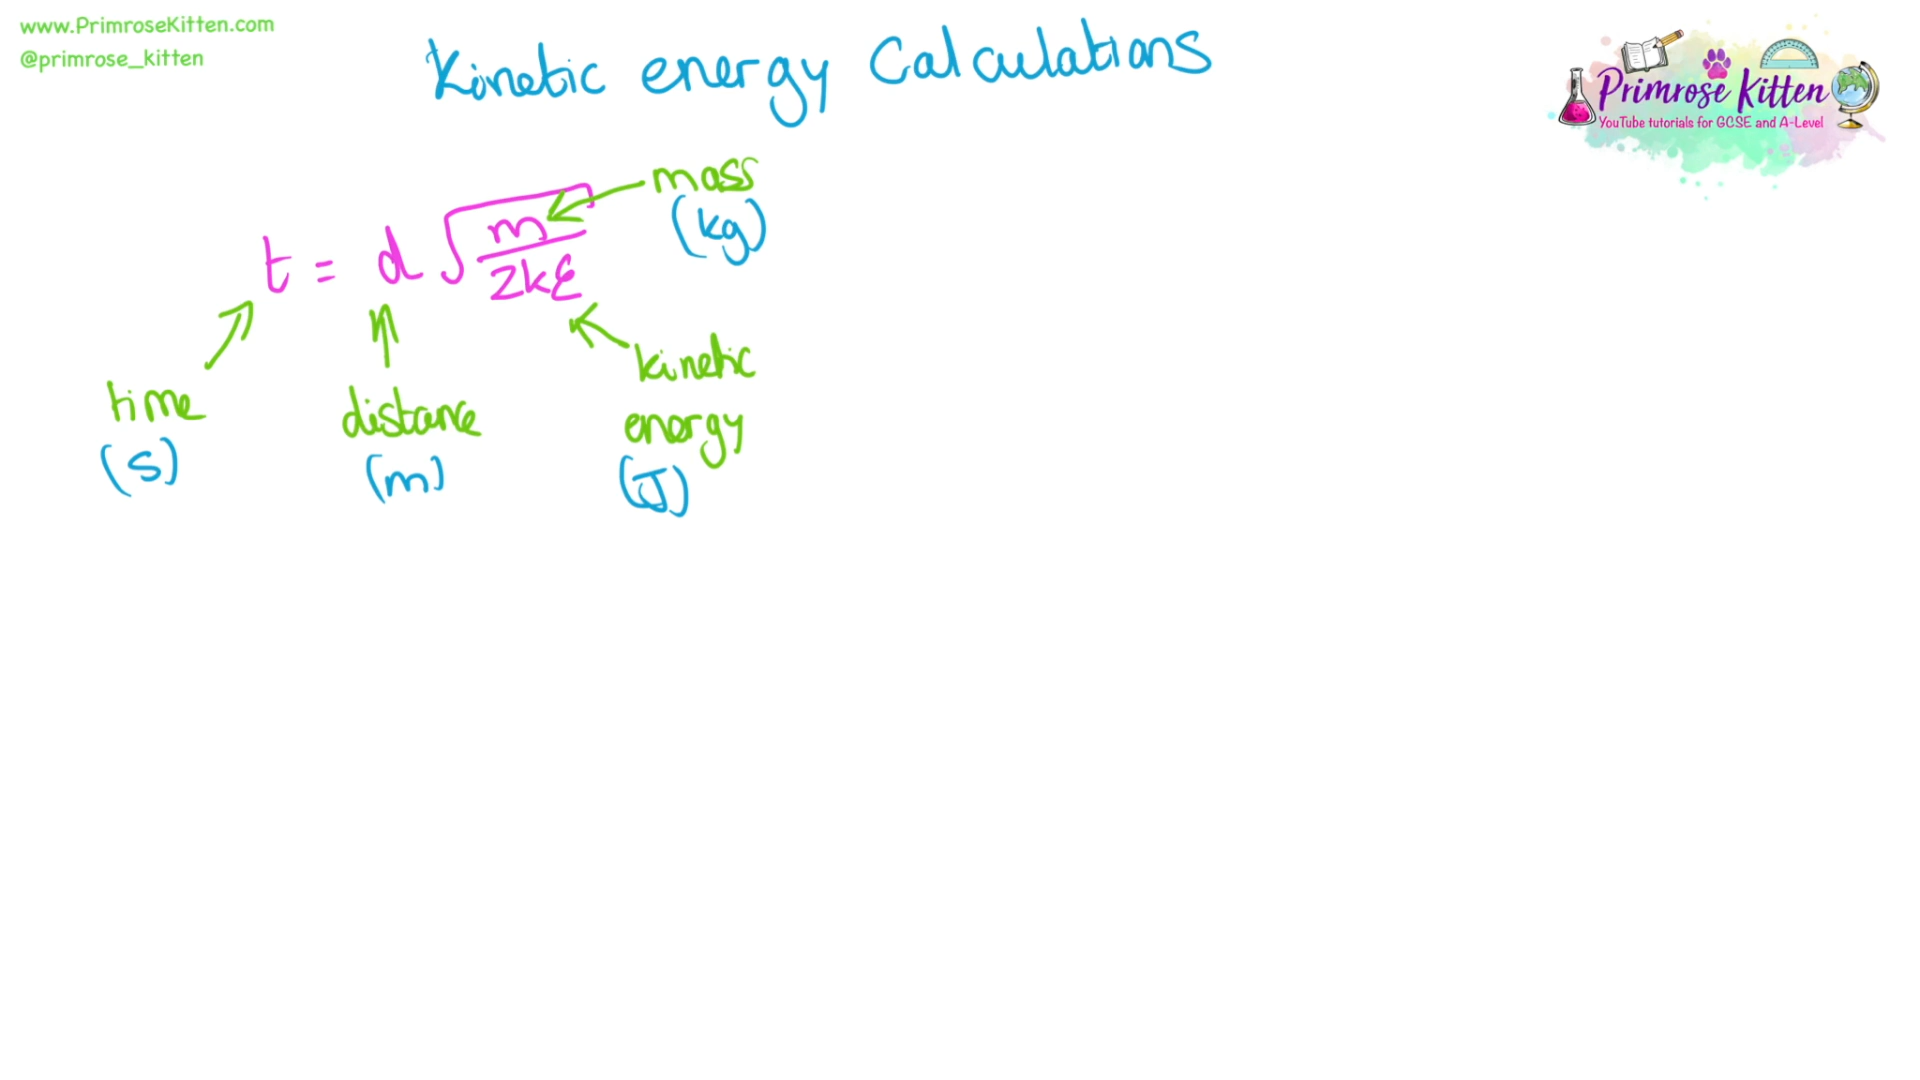 www.PrimroseKitten.com
@primrose_kitten
Kinetic energy Calculations
Primrose Kitten
YouTube tutorials for GCSE and A-Level
mass
(kg)
t = d √m/2kE
time
(s)
distance
(m)
kinetic
energy
(J)